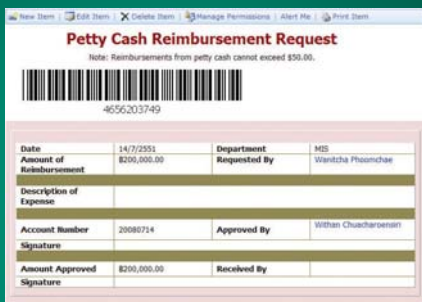 New Item | Edit Item | Delete Item | Manage Permissions | Alert Me | Print Item
Petty Cash Reimbursement Request
Note: Reimbursements from petty cash cannot exceed $50.00.
4656203749
Date 14/7/2551 Department MIS
Amount of Reimbursement ฿200,000.00 Requested By Wanitcha Phoomchae
Description of Expense
Account Number 20080714 Approved By Withan Chuacharoensiri
Signature
Amount Approved ฿200,000.00 Received By
Signature